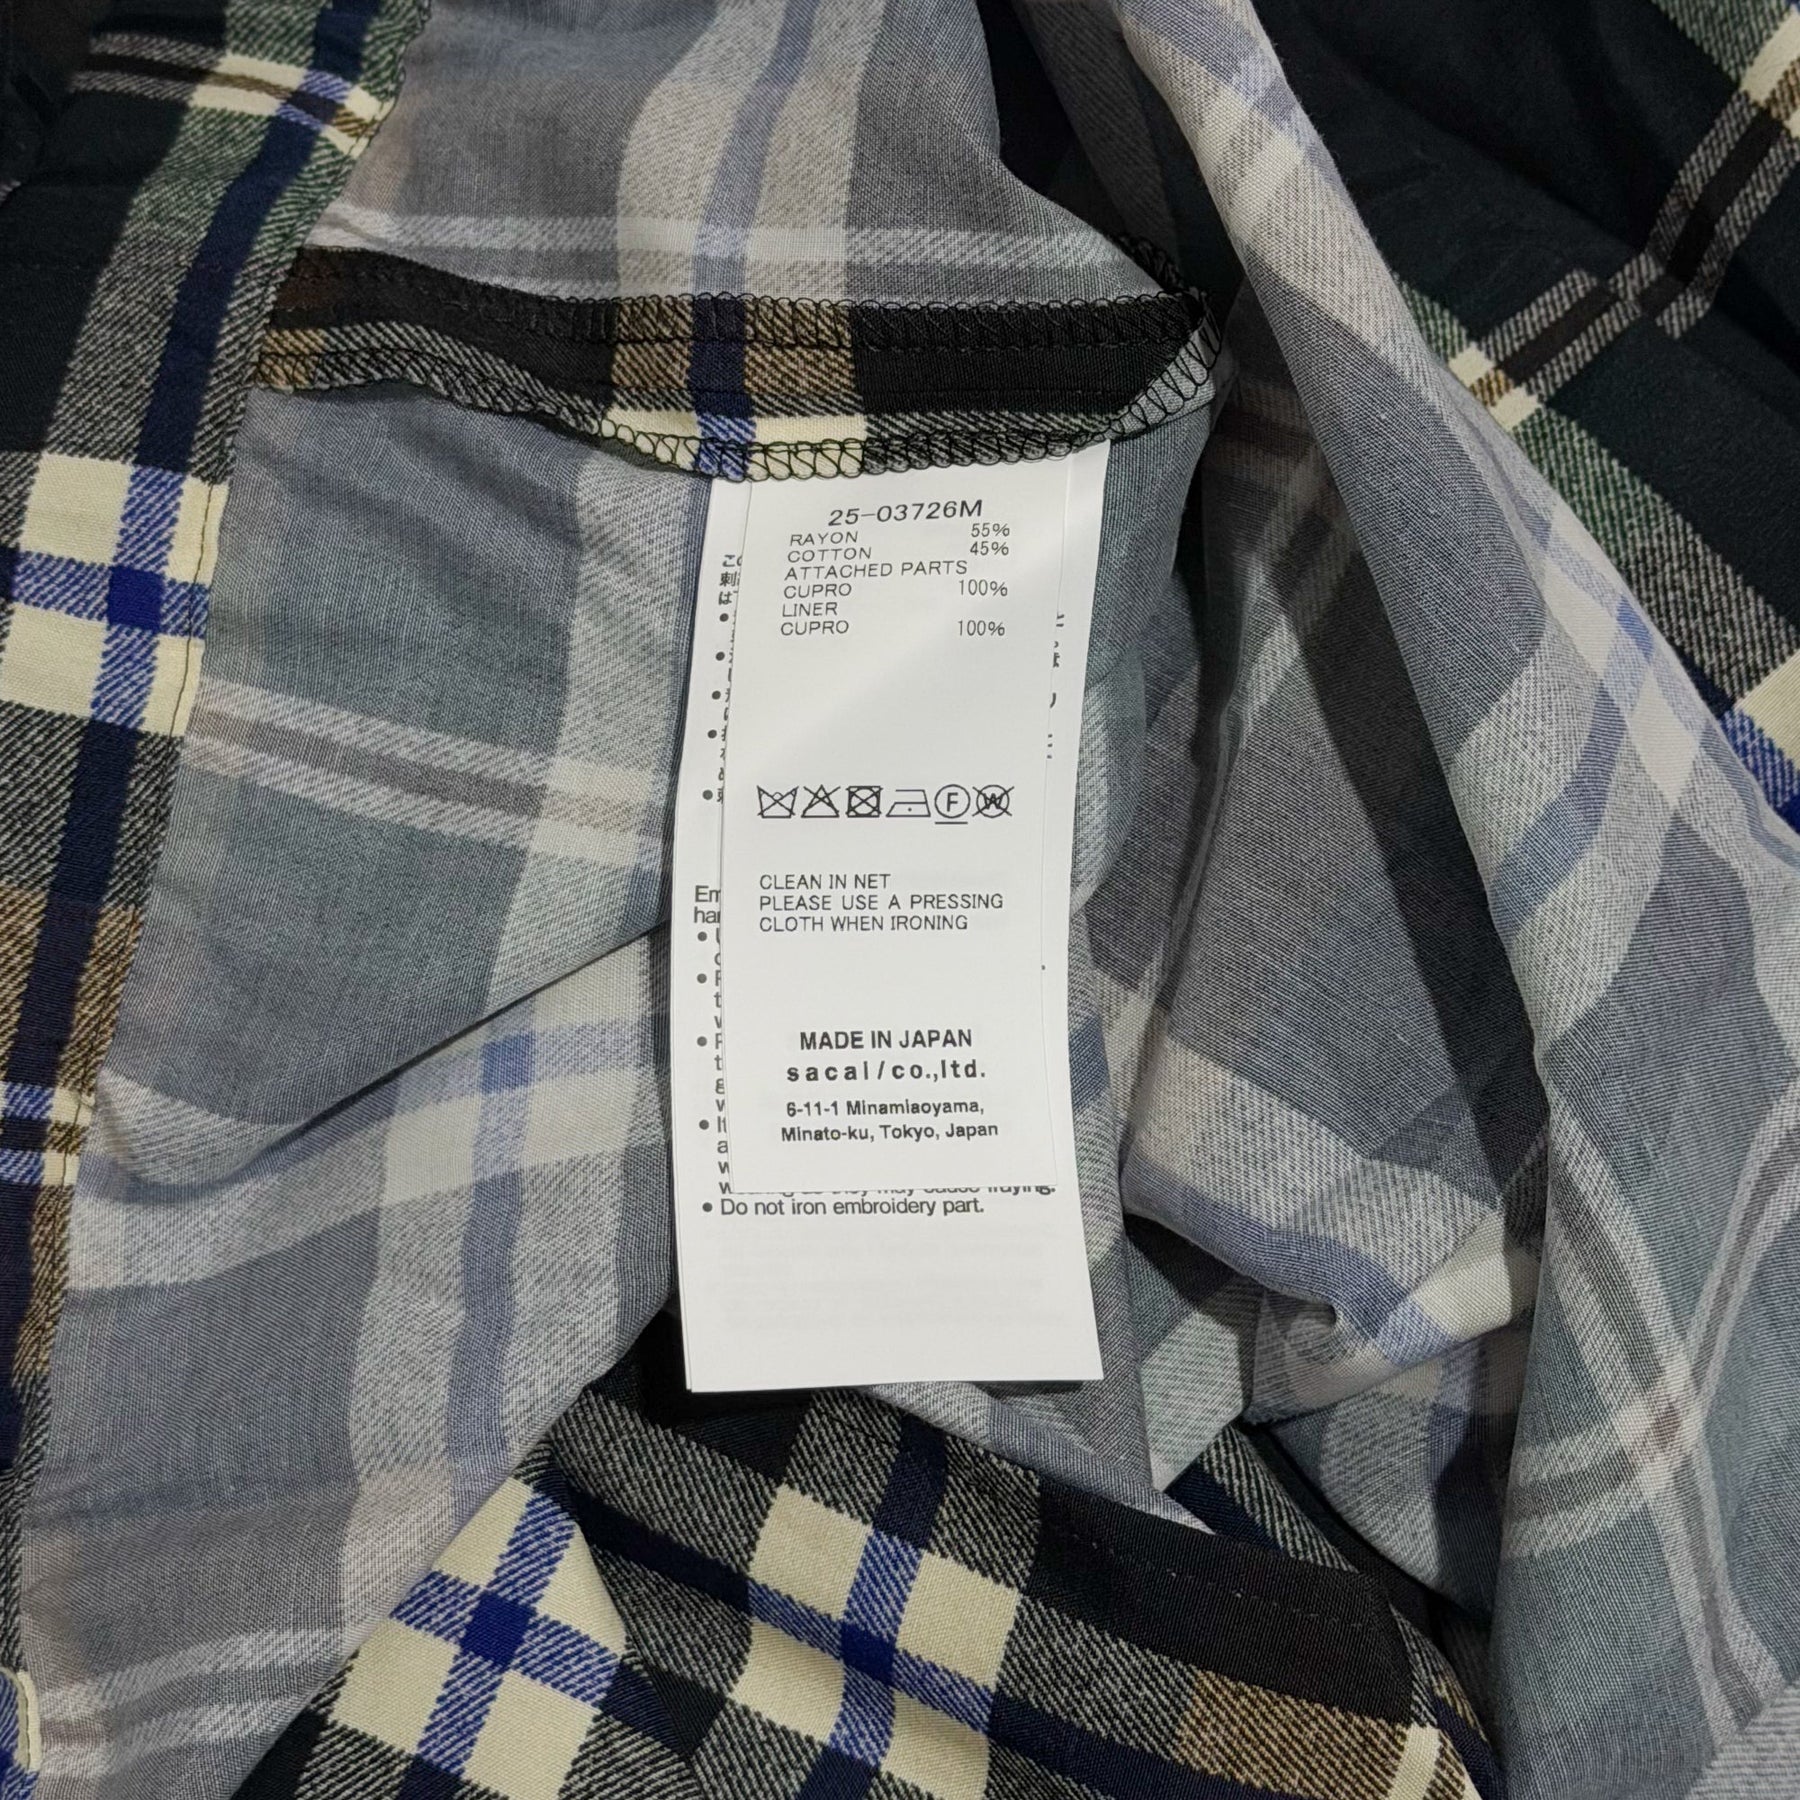 25-03726M
RAYON 55%
COTTON 45%
ATTACHED PARTS
CUPRO 100%
LINER
CUPRO 100%
F
W
CLEAN IN NET
PLEASE USE A PRESSING
CLOTH WHEN IRONING
MADE IN JAPAN
sacai/co.,ltd.
6-11-1 Minamiaoyama,
Minato-ku, Tokyo, Japan
• Do not iron embroidery part.